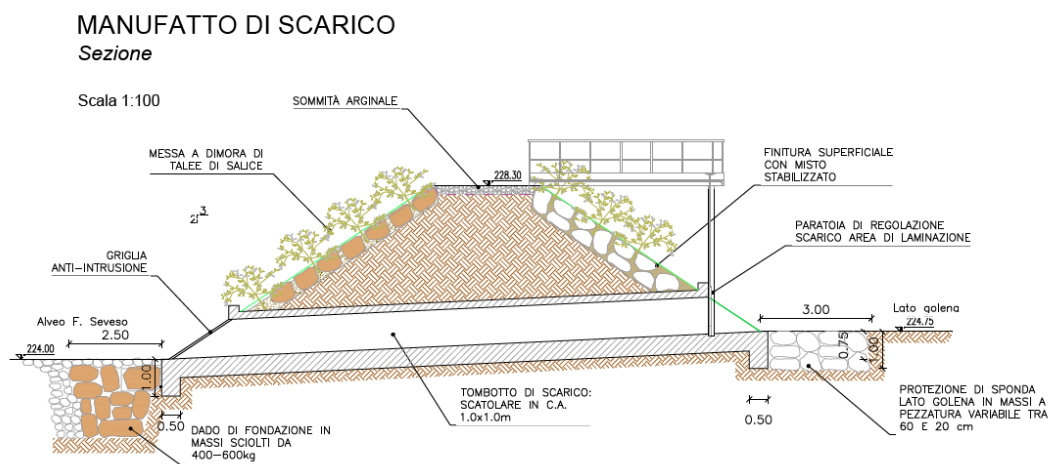 MANUFATTO DI SCARICO
Sezione
Scala 1:100
SOMMITÀ ARGINALE
MESSA A DIMORA DI
TALEE DI SALICE
228.30
FINITURA SUPERFICIALE
CON MISTO
STABILIZZATO
3
2
PARATOIA DI REGOLAZIONE
SCARICO AREA DI LAMINAZIONE
GRIGLIA
ANTI-INTRUSIONE
Alveo F. Seveso
2.50
224.00
1.00
0.50
3.00
Lato golena
224.75
0.75
1.00
0.50
TOMBOTTO DI SCARICO:
SCATOLARE IN C.A.
1.0x1.0m
DADO DI FONDAZIONE IN
MASSI SCIOLTI DA
400-600kg
PROTEZIONE DI SPONDA
LATO GOLENA IN MASSI A
PEZZATURA VARIABILE TRA
60 E 20 cm